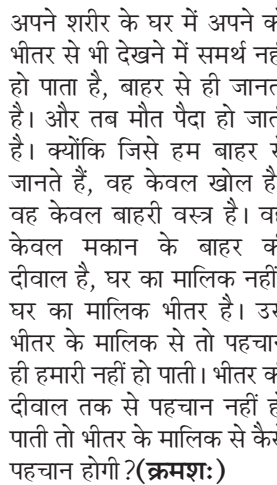 अपने शरीर के घर में अपने को
भीतर से भी देखने में समर्थ नहीं
हो पाता है, बाहर से ही जानता
है। और तब मौत पैदा हो जाती
है। क्योंकि जिसे हम बाहर से
जानते हैं, वह केवल खोल है
वह केवल बाहरी वस्त्र है। वह
केवल मकान के बाहर की
दीवाल है, घर का मालिक नहीं
घर का मालिक भीतर है। उस
भीतर के मालिक से तो पहचान
ही हमारी नहीं हो पाती। भीतर की
दीवाल तक से पहचान नहीं हो
पाती तो भीतर के मालिक से कैसे
पहचान होगी?(क्रमशः)